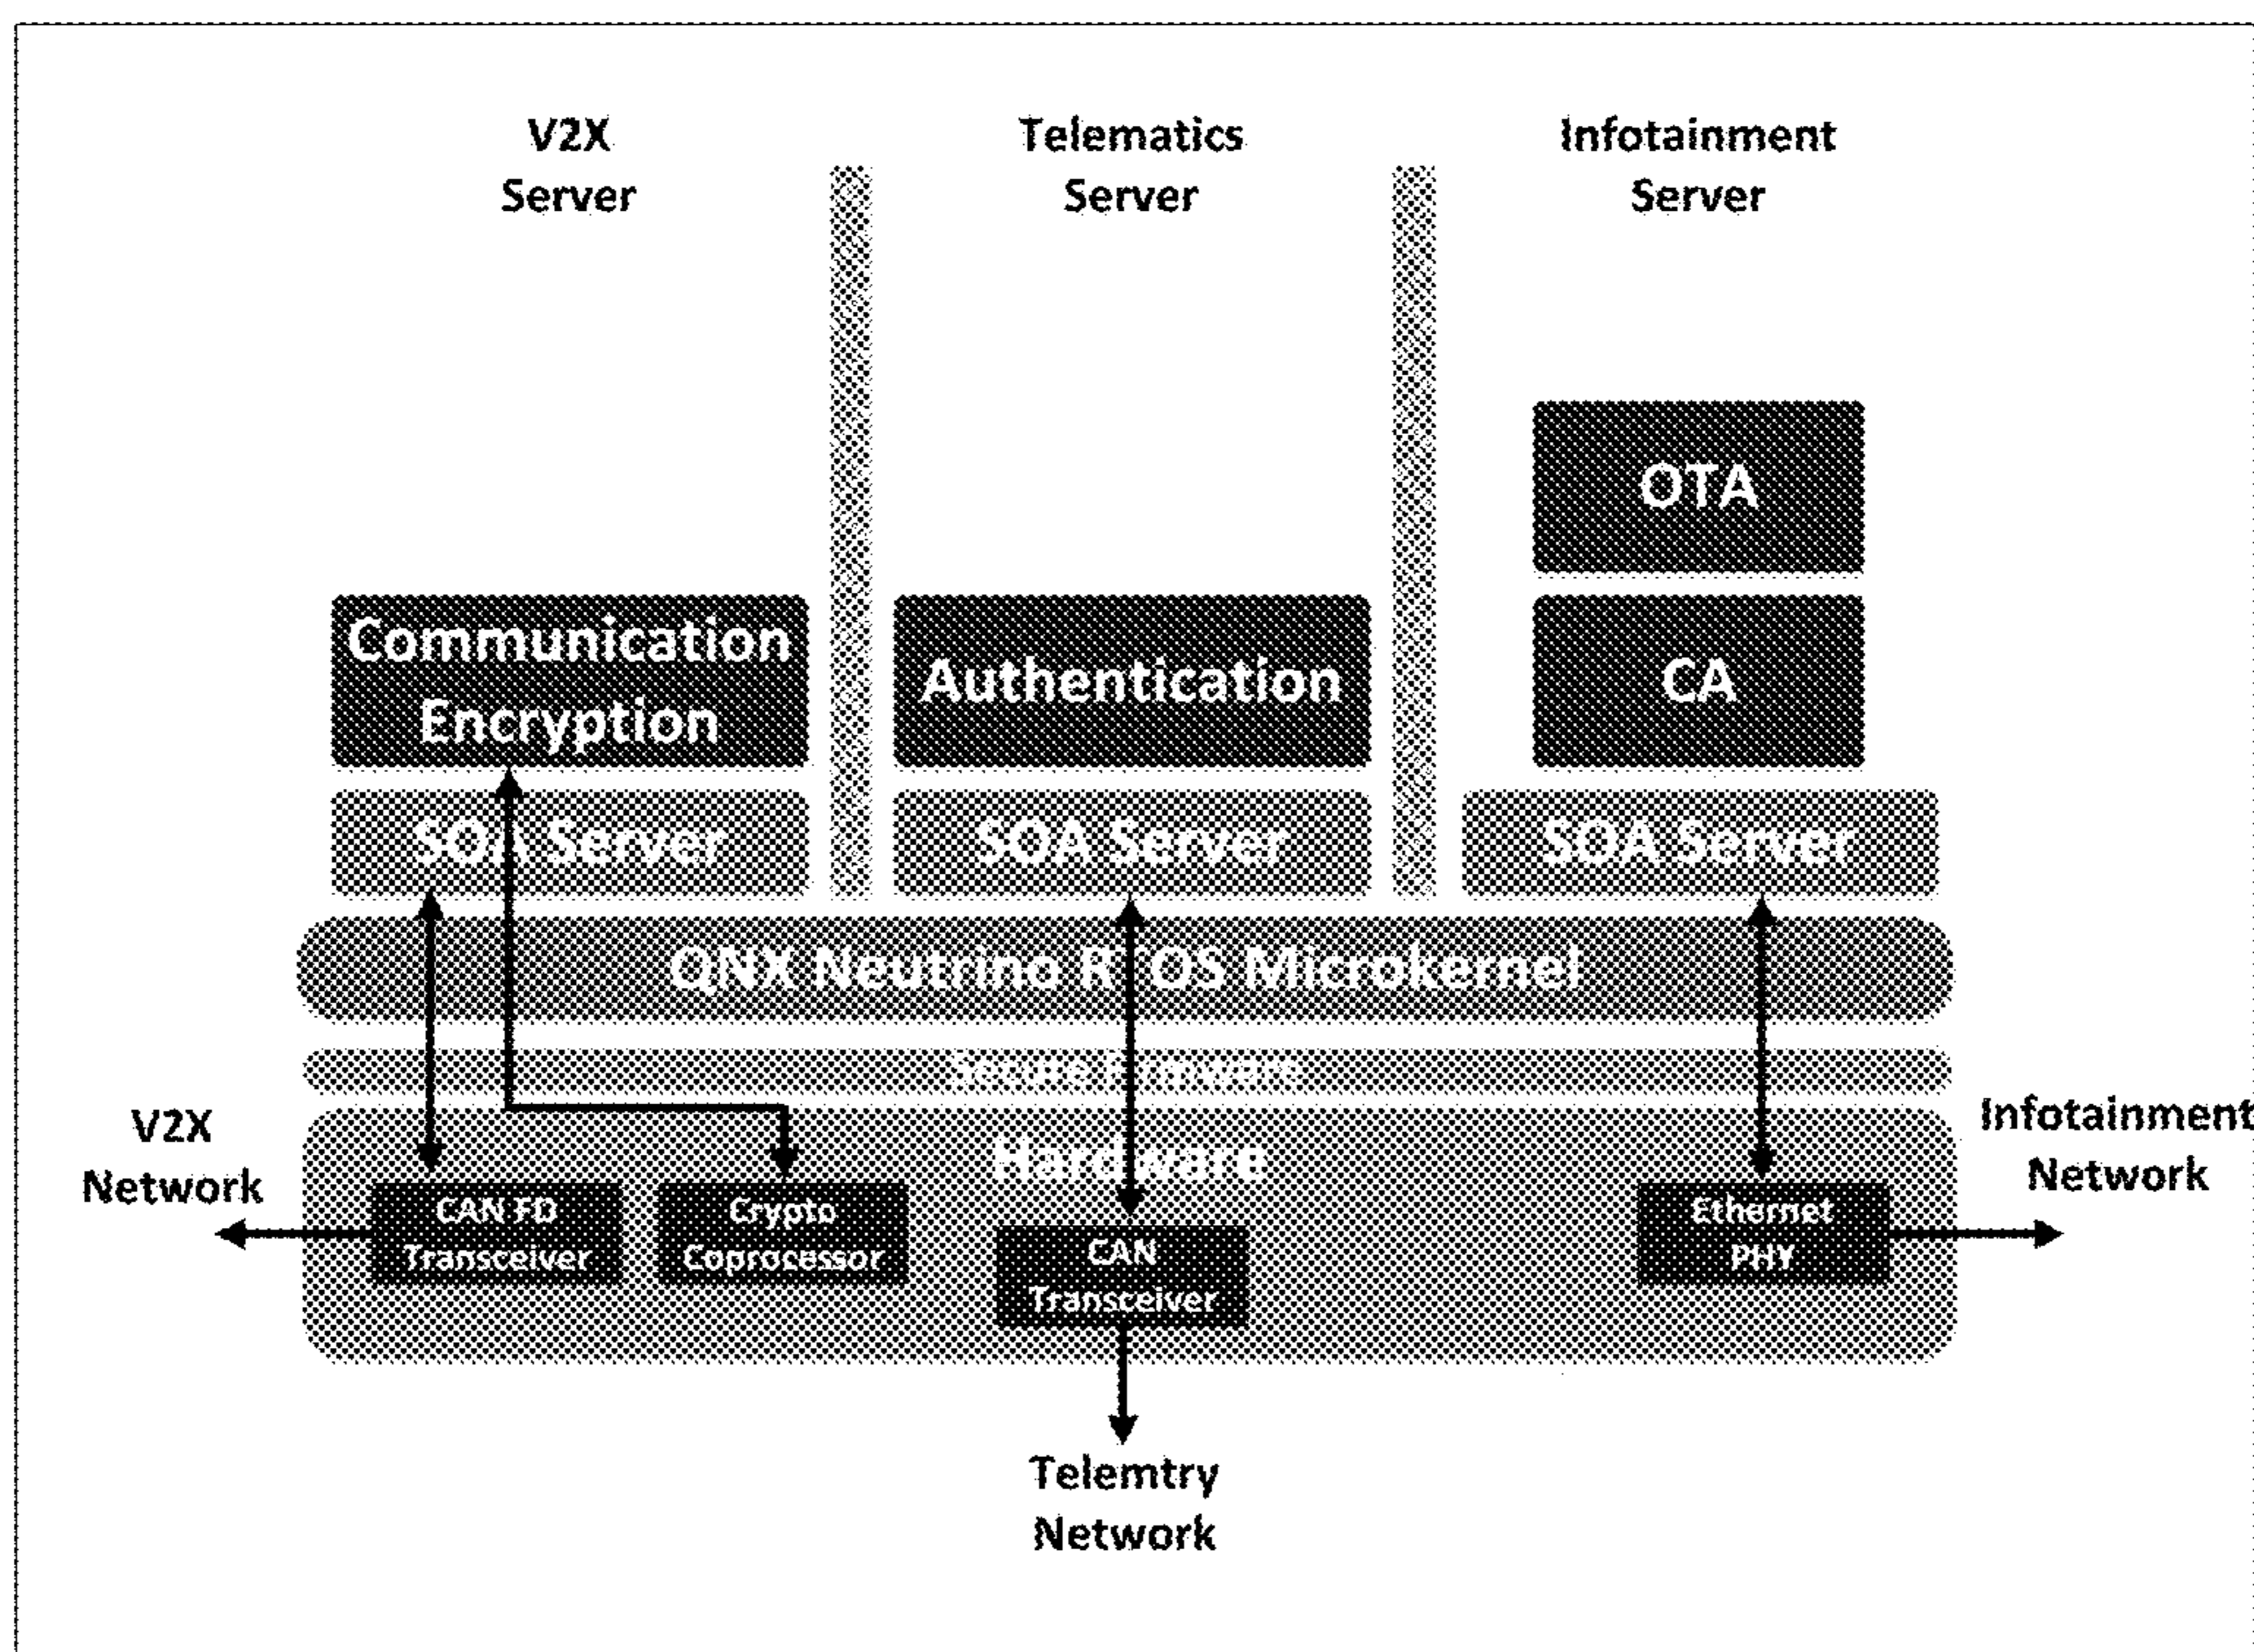 V2X
Server
Telematics
Server
Infotainment
Server
OTA
Communication
Encryption
Authentication
CA
SOA Server
SOA Server
SOA Server
QNX Neutrino RTOS Microkernel
Secure Firmware
V2X
Network
Hardware
Infotainment
Network
CAN FD
Transceiver
Crypto
Coprocessor
CAN
Transceiver
Ethernet
PHY
Telemtry
Network